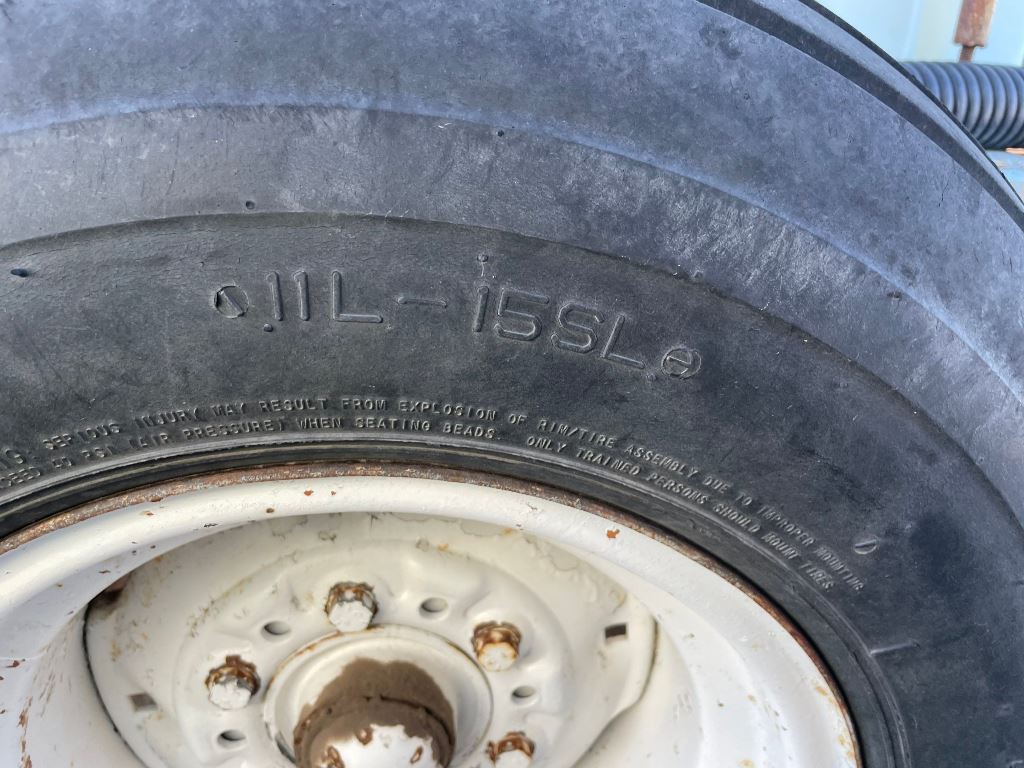 11L-15SL
SERIOUS INJURY MAY RESULT FROM EXPLOSION OF RIM/TIRE ASSEMBLY DUE TO IMPROPER MOUNTING
PSI (AIR PRESSURE) WHEN SEATING BEADS. ONLY TRAINED PERSONS SHOULD MOUNT TIRES